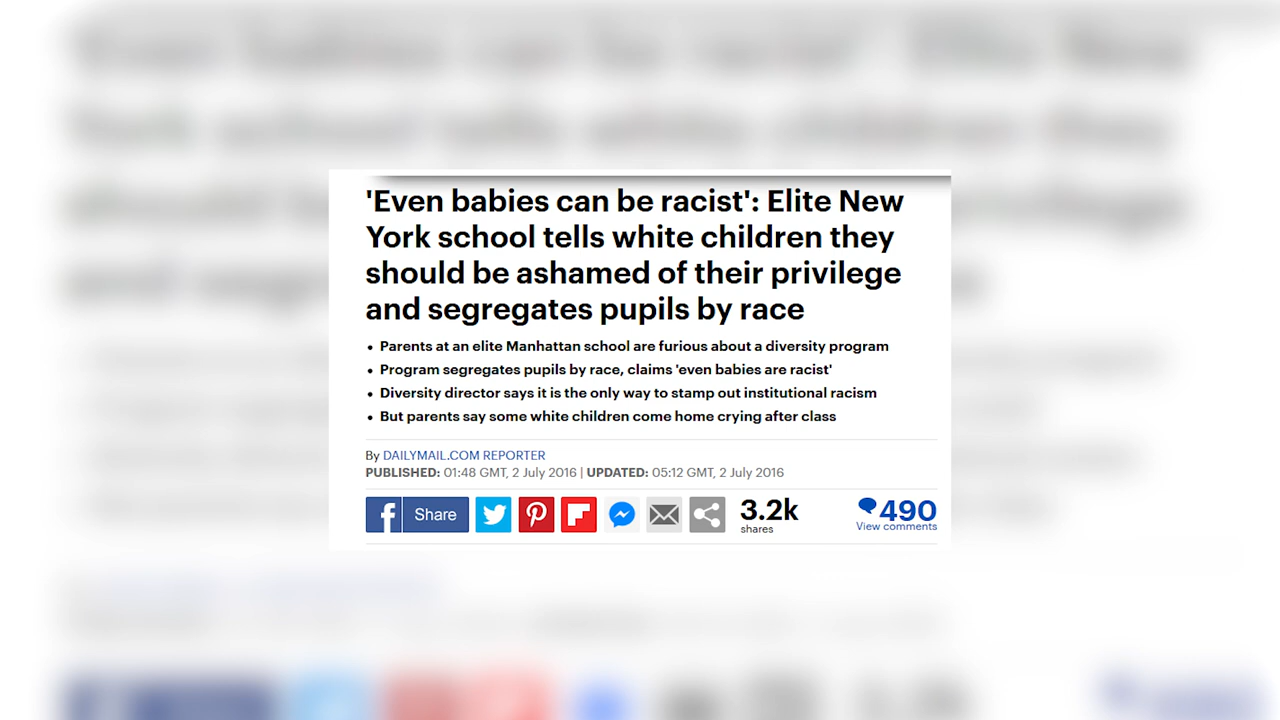 'Even babies can be racist': Elite New
York school tells white children they
should be ashamed of their privilege
and segregates pupils by race
• Parents at an elite Manhattan school are furious about a diversity program
• Program segregates pupils by race, claims 'even babies are racist'
• Diversity director says it is the only way to stamp out institutional racism
• But parents say some white children come home crying after class
By DAILYMAIL.COM REPORTER
PUBLISHED: 01:48 GMT, 2 July 2016 | UPDATED: 05:12 GMT, 2 July 2016
Share
3.2k
shares
490
View comments